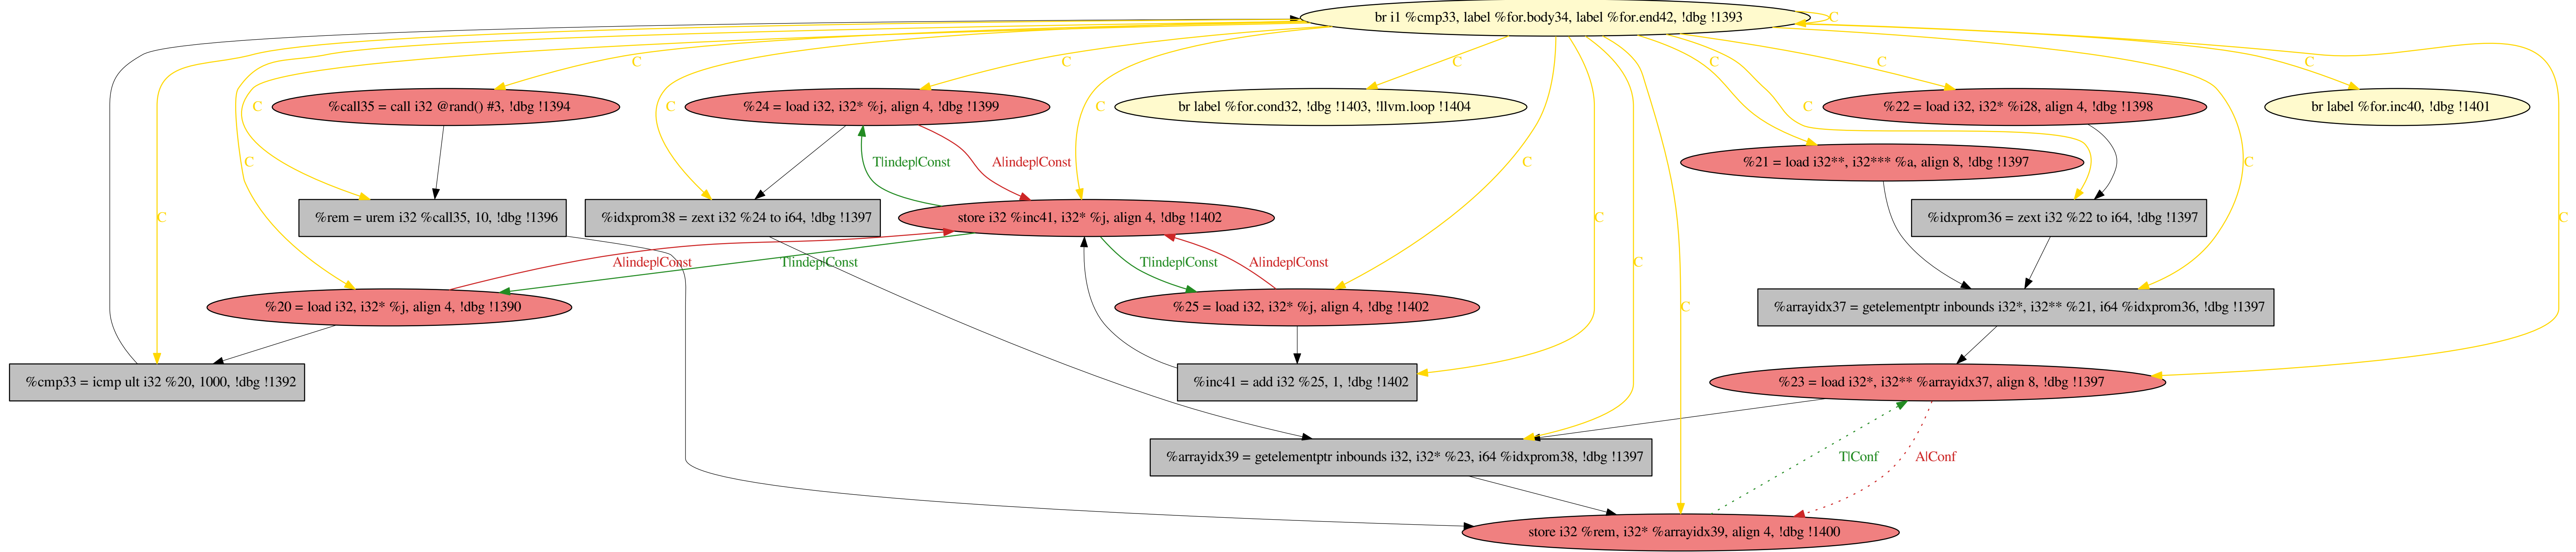 br i1 %cmp33, label %for.body34, label %for.end42, !dbg !1393
C
C
C
C
C
C
C
C
%call35 = call i32 @rand() #3, !dbg !1394
%24 = load i32, i32* %j, align 4, !dbg !1399
br label %for.cond32, !dbg !1403, !llvm.loop !1404
%22 = load i32, i32* %i28, align 4, !dbg !1398
br label %for.inc40, !dbg !1401
C
C
C
C
C
T|indep|Const
A|indep|Const
%21 = load i32**, i32*** %a, align 8, !dbg !1397
C
C
C
%rem = urem i32 %call35, 10, !dbg !1396
%idxprom38 = zext i32 %24 to i64, !dbg !1397
store i32 %inc41, i32* %j, align 4, !dbg !1402
%idxprom36 = zext i32 %22 to i64, !dbg !1397
C
C
C
A|indep|Const
T|indep|Const
T|indep|Const
A|indep|Const
C
%20 = load i32, i32* %j, align 4, !dbg !1390
%25 = load i32, i32* %j, align 4, !dbg !1402
%arrayidx37 = getelementptr inbounds i32*, i32** %21, i64 %idxprom36, !dbg !1397
C
%cmp33 = icmp ult i32 %20, 1000, !dbg !1392
%inc41 = add i32 %25, 1, !dbg !1402
%23 = load i32*, i32** %arrayidx37, align 8, !dbg !1397
%arrayidx39 = getelementptr inbounds i32, i32* %23, i64 %idxprom38, !dbg !1397
T|Conf
A|Conf
store i32 %rem, i32* %arrayidx39, align 4, !dbg !1400